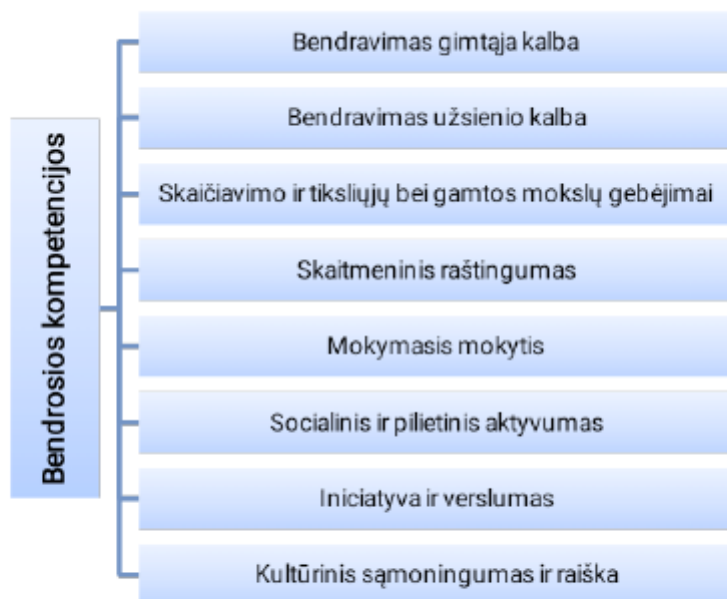 Bendrosios kompetencijos
Bendravimas gimtąja kalba
Bendravimas užsienio kalba
Skaičiavimo ir tiksliųjų bei gamtos mokslų gebėjimai
Skaitmeninis raštingumas
Mokymasis mokytis
Socialinis ir pilietinis aktyvumas
Iniciatyva ir verslumas
Kultūrinis sąmoningumas ir raiška